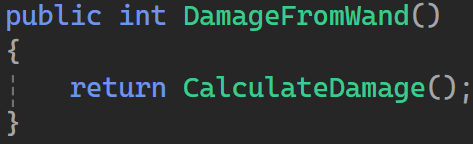 public int DamageFromWand()
{
    return CalculateDamage();
}